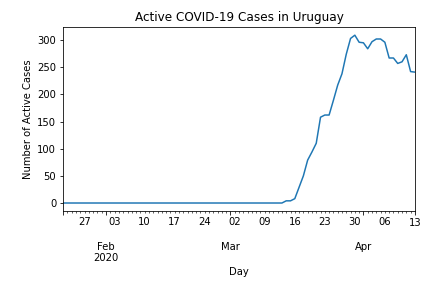 Active COVID-19 Cases in Uruguay
300
250
200
150
100
50
0
Number of Active Cases
27 03 10 17 24 02 09 16 23 30 06 13
Feb Mar Apr
2020
Day